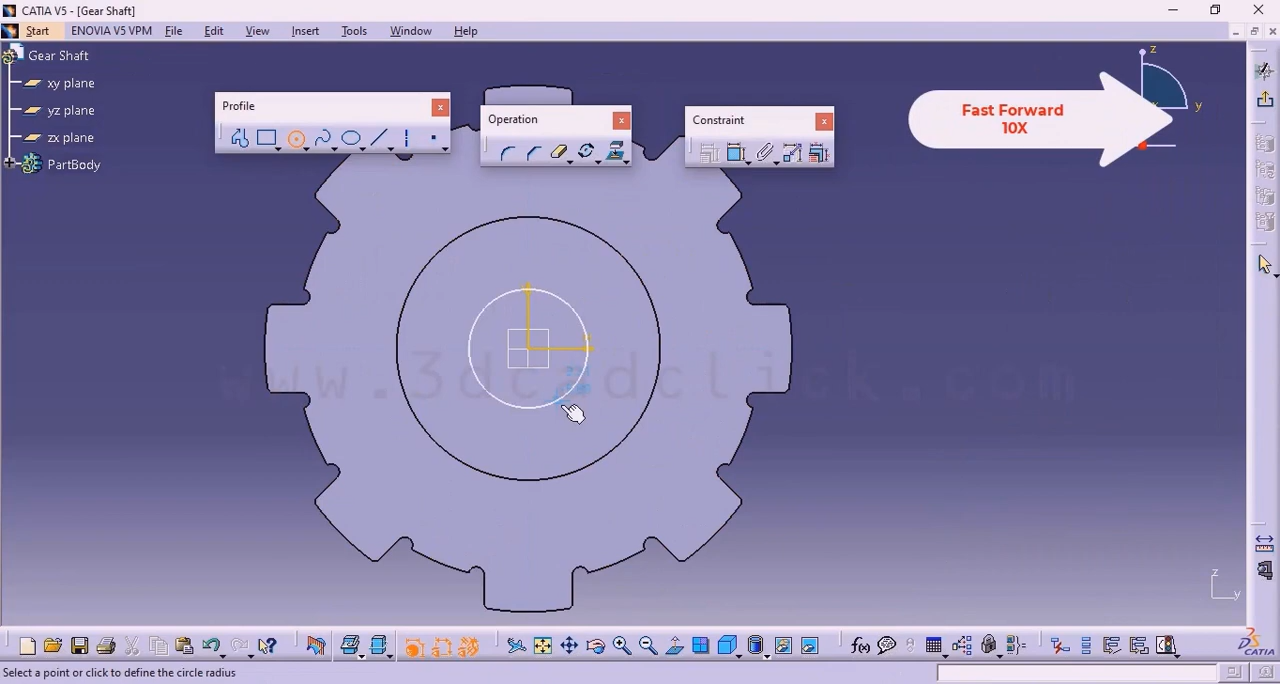 CATIA V5 - [Gear Shaft]
Start ENOVIA V5 VPM File Edit View Insert Tools Window Help
Gear Shaft
xy plane
yz plane
zx plane
PartBody
Profile
Operation
Constraint
Fast Forward
10X
z
x y
www.3dcadclick.com
z
y
f(x)
CATIA
Select a point or click to define the circle radius